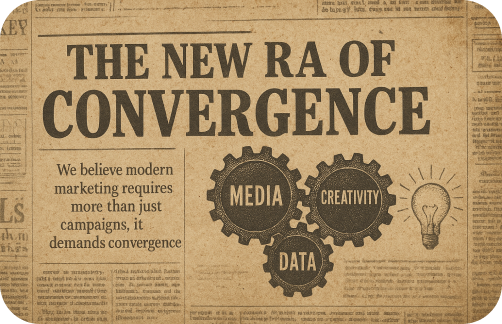 THE NEW RA OF
CONVERGENCE
We believe modern
marketing requires
more than just
campaigns, it
demands convergence
MEDIA
CREATIVITY
DATA